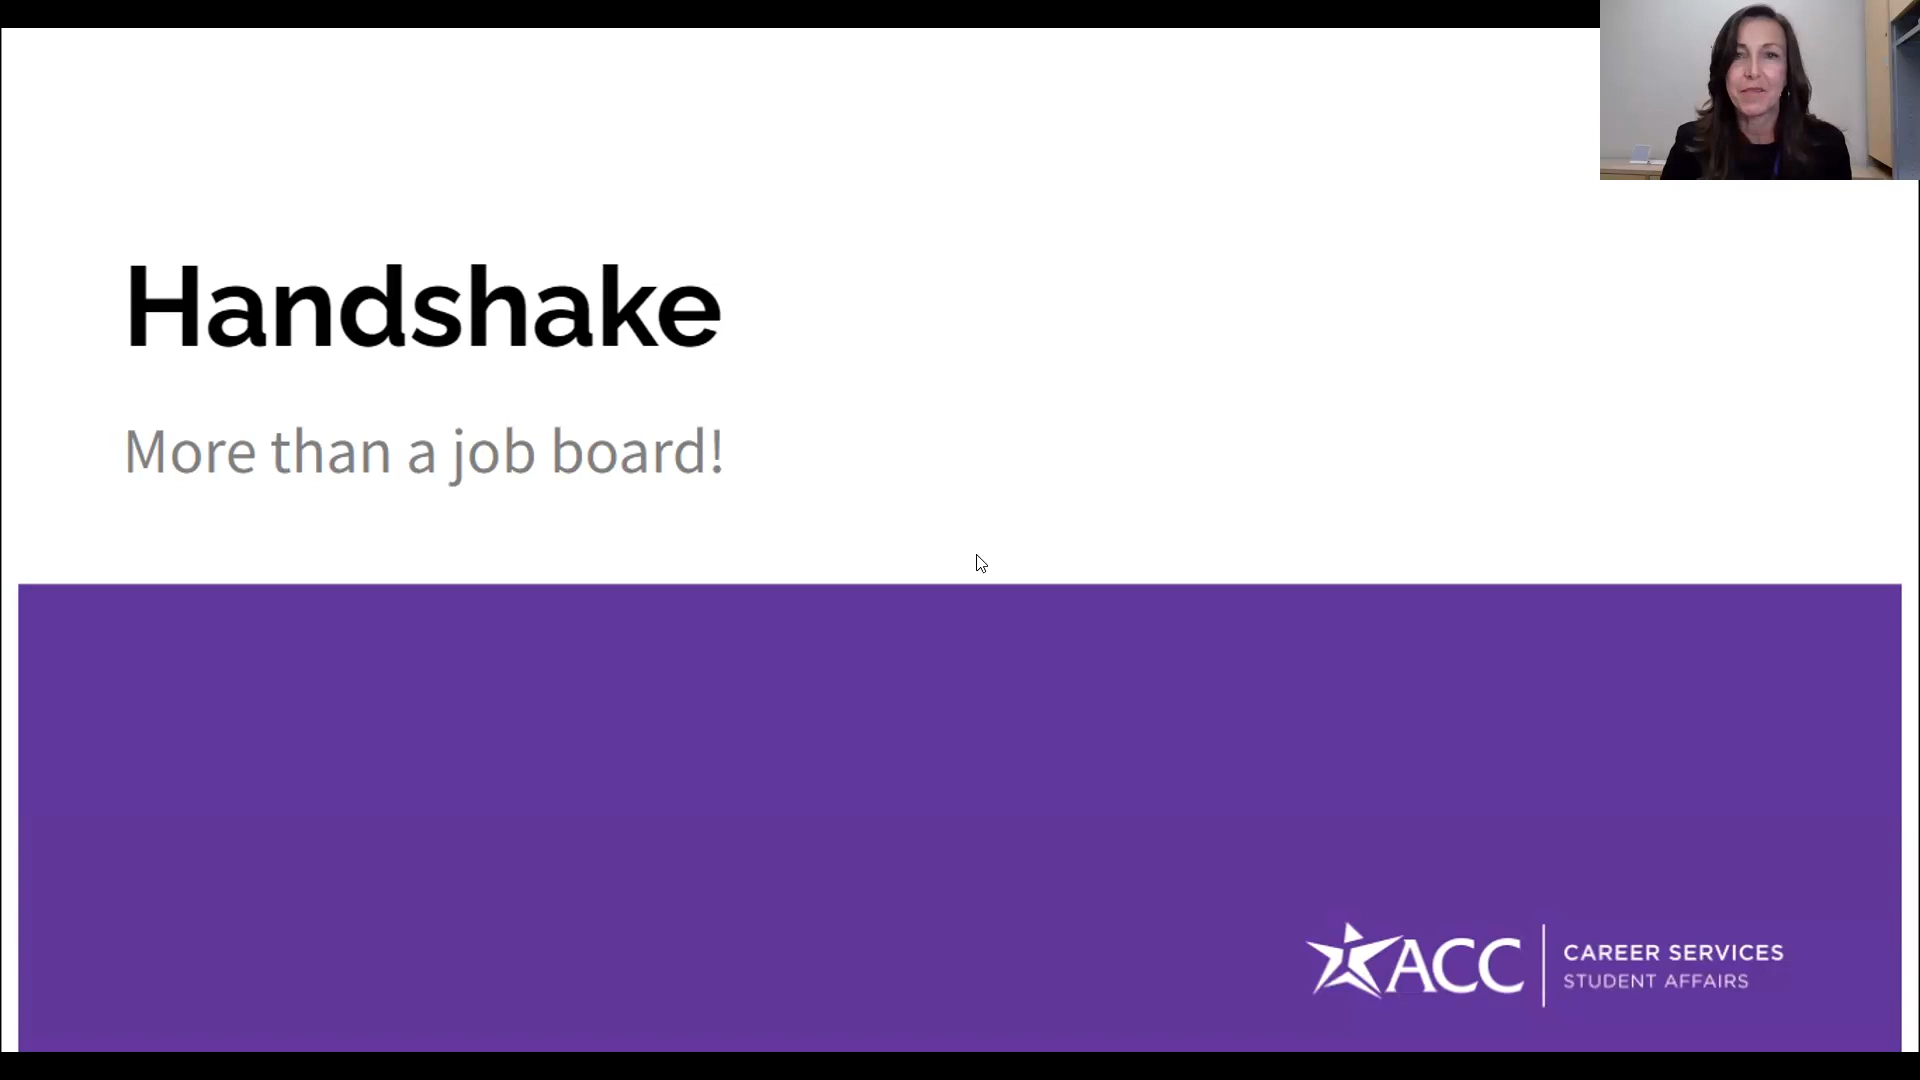 Handshake
More than a job board!
ACC
CAREER SERVICES
STUDENT AFFAIRS